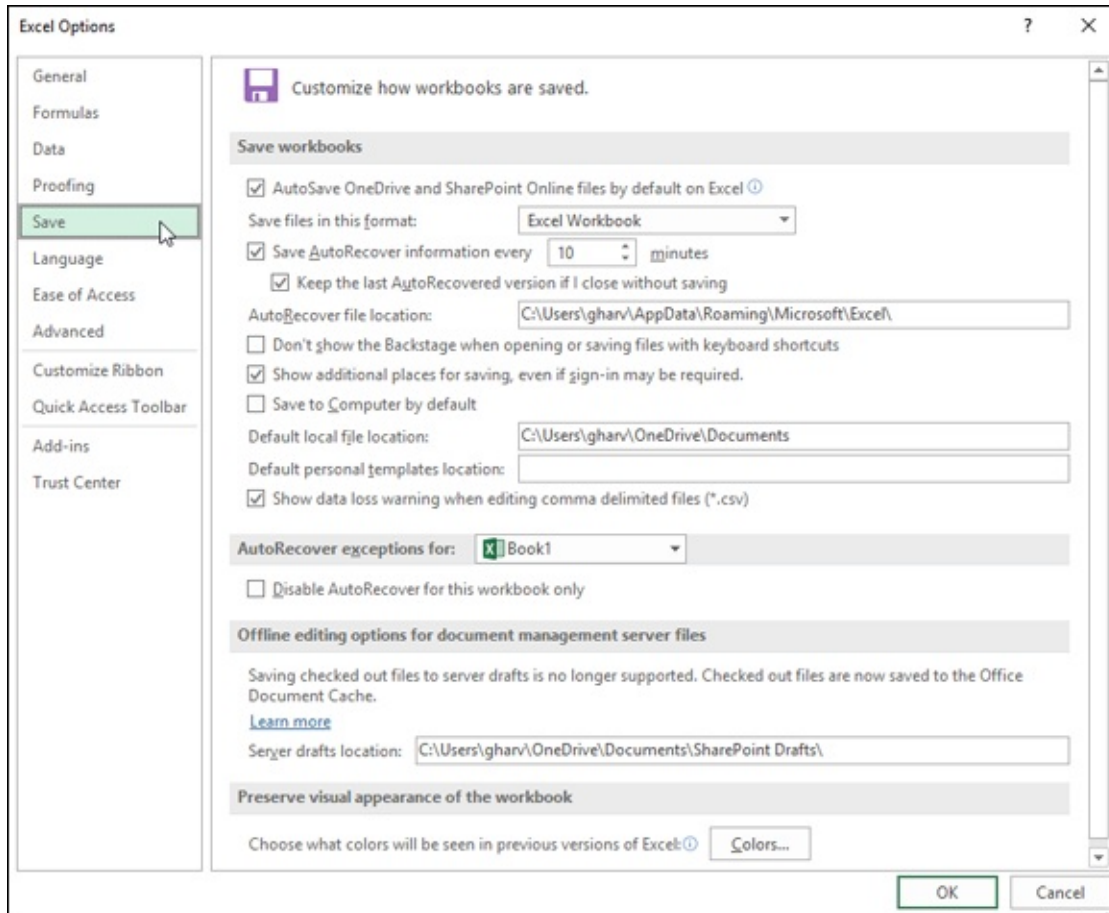 Excel Options
General
Formulas
Data
Proofing
Save
Language
Ease of Access
Advanced
Customize Ribbon
Quick Access Toolbar
Add-ins
Trust Center
Customize how workbooks are saved.
Save workbooks
AutoSave OneDrive and SharePoint Online files by default on Excel
Save files in this format: Excel Workbook
Save AutoRecover information every 10 minutes
Keep the last AutoRecovered version if I close without saving
AutoRecover file location: C:\Users\gharv\AppData\Roaming\Microsoft\Excel\
Don't show the Backstage when opening or saving files with keyboard shortcuts
Show additional places for saving, even if sign-in may be required.
Save to Computer by default
Default local file location: C:\Users\gharv\OneDrive\Documents
Default personal templates location:
Show data loss warning when editing comma delimited files (*.csv)
AutoRecover exceptions for: Book1
Disable AutoRecover for this workbook only
Offline editing options for document management server files
Saving checked out files to server drafts is no longer supported. Checked out files are now saved to the Office
Document Cache.
Learn more
Server drafts location: C:\Users\gharv\OneDrive\Documents\SharePoint Drafts\
Preserve visual appearance of the workbook
Choose what colors will be seen in previous versions of Excel: Colors...
OK Cancel